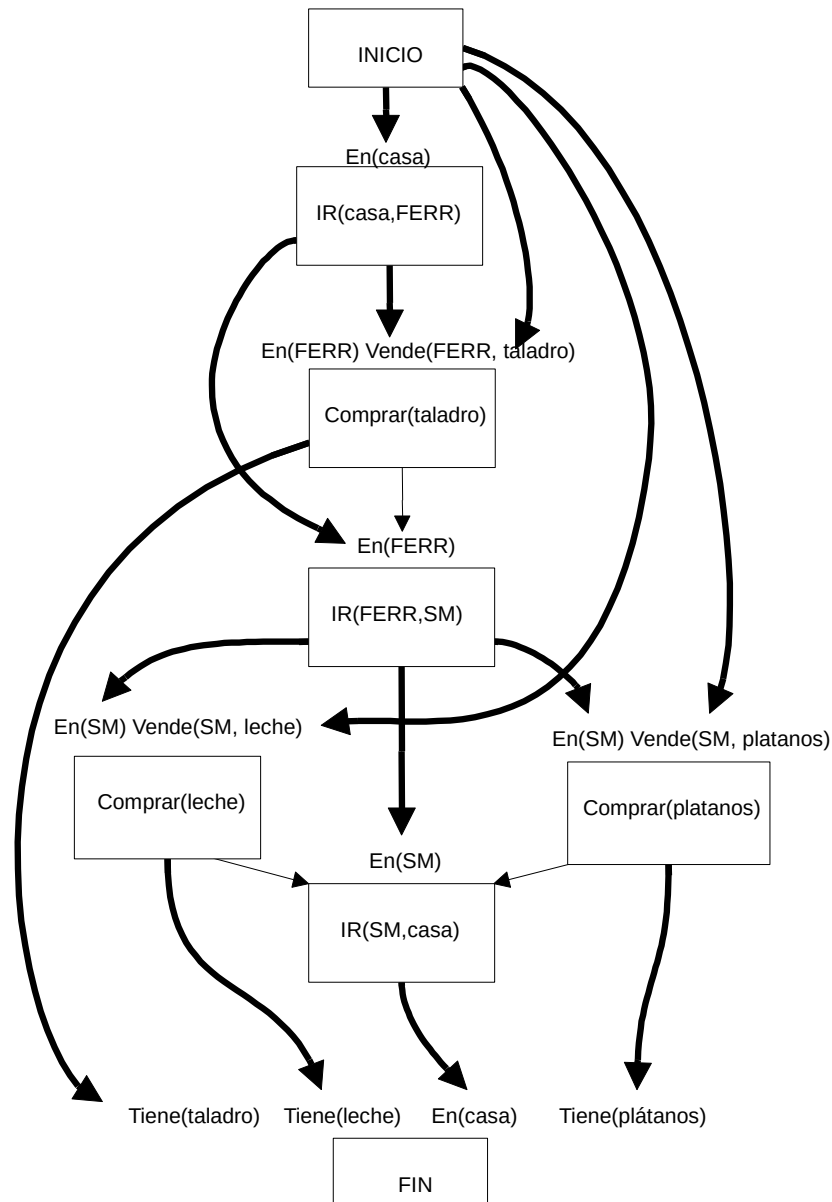 INICIO
En(casa)
IR(casa,FERR)
En(FERR) Vende(FERR, taladro)
Comprar(taladro)
En(FERR)
IR(FERR,SM)
En(SM) Vende(SM, leche)
En(SM) Vende(SM, platanos)
Comprar(leche)
Comprar(platanos)
En(SM)
IR(SM,casa)
Tiene(taladro) Tiene(leche) En(casa) Tiene(plátanos)
FIN